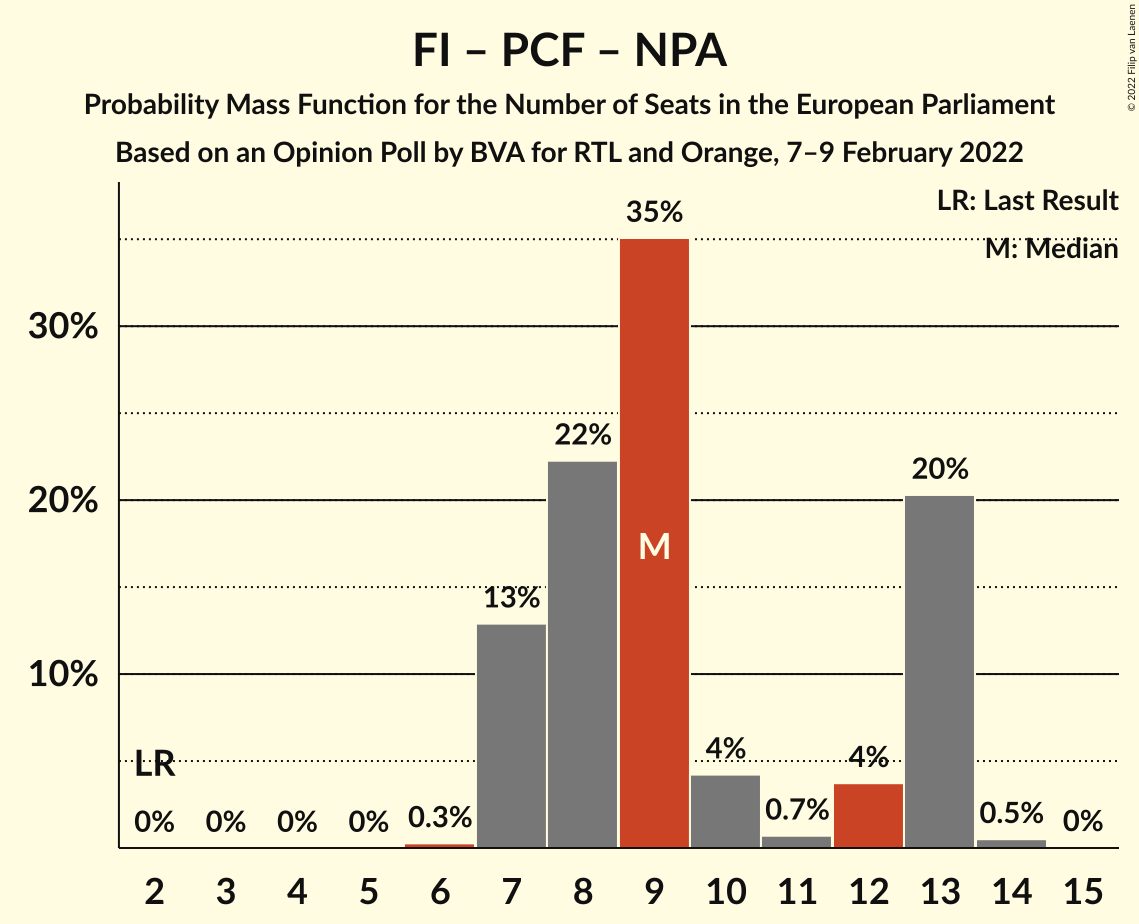 FI – PCF – NPA
Probability Mass Function for the Number of Seats in the European Parliament
Based on an Opinion Poll by BVA for RTL and Orange, 7–9 February 2022
© 2022 Filip van Laenen
LR: Last Result
M: Median
30%
20%
10%
LR
0%
0%
0%
0%
0.3%
13%
22%
35%
M
4%
0.7%
4%
20%
0.5%
0%
2 3 4 5 6 7 8 9 10 11 12 13 14 15